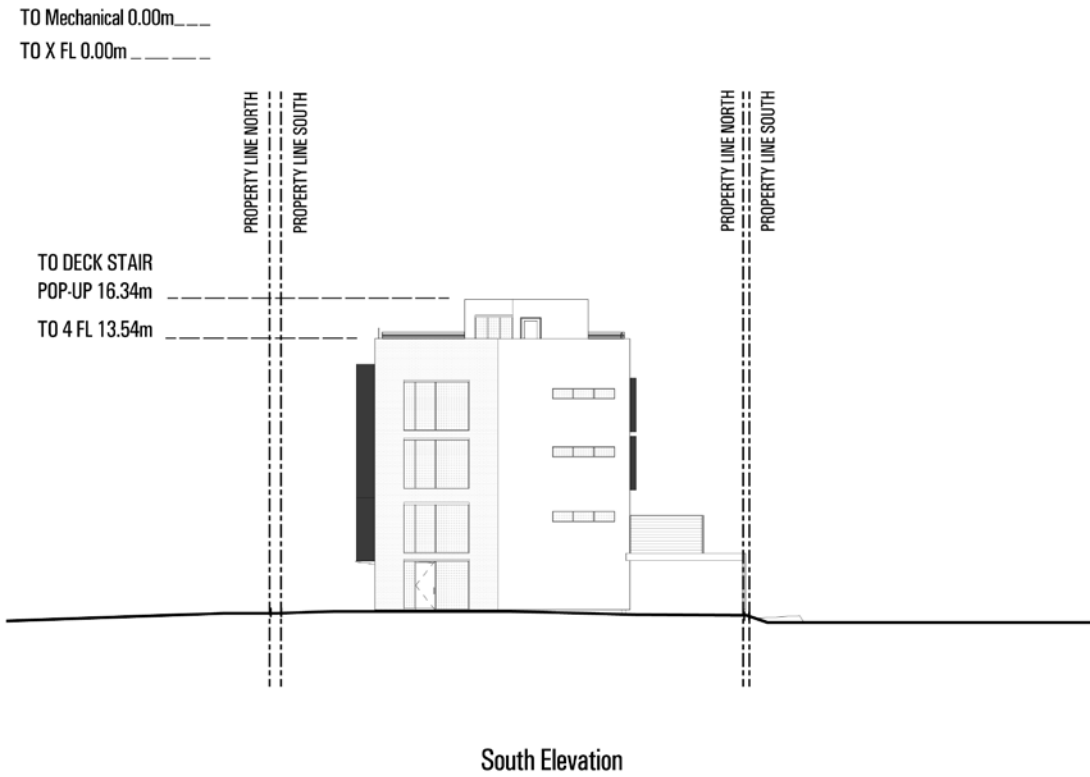 TO Mechanical 0.00m
TO X FL 0.00m
PROPERTY LINE NORTH
PROPERTY LINE SOUTH
PROPERTY LINE NORTH
PROPERTY LINE SOUTH
TO DECK STAIR
POP-UP 16.34m
TO 4 FL 13.54m
South Elevation